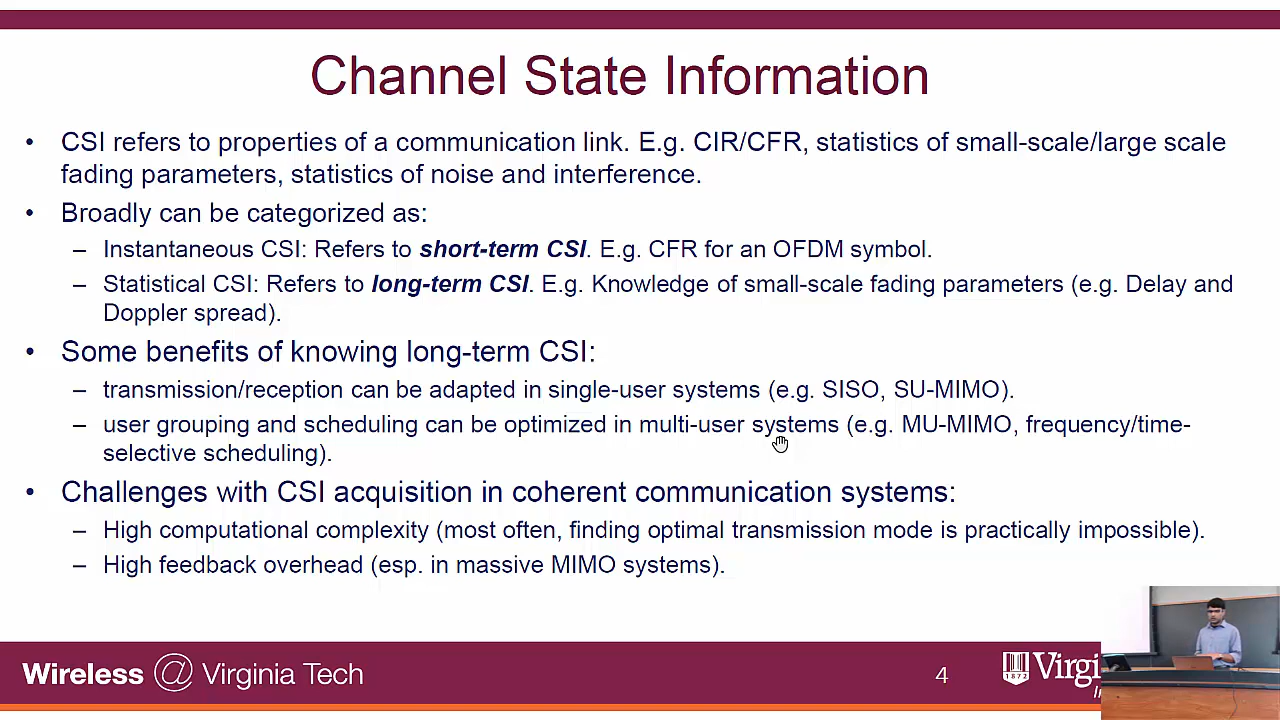 Channel State Information
• CSI refers to properties of a communication link. E.g. CIR/CFR, statistics of small-scale/large scale
fading parameters, statistics of noise and interference.
• Broadly can be categorized as:
– Instantaneous CSI: Refers to short-term CSI. E.g. CFR for an OFDM symbol.
– Statistical CSI: Refers to long-term CSI. E.g. Knowledge of small-scale fading parameters (e.g. Delay and
Doppler spread).
• Some benefits of knowing long-term CSI:
– transmission/reception can be adapted in single-user systems (e.g. SISO, SU-MIMO).
– user grouping and scheduling can be optimized in multi-user systems (e.g. MU-MIMO, frequency/time-
selective scheduling).
• Challenges with CSI acquisition in coherent communication systems:
– High computational complexity (most often, finding optimal transmission mode is practically impossible).
– High feedback overhead (esp. in massive MIMO systems).
Wireless @ Virginia Tech
4
1872